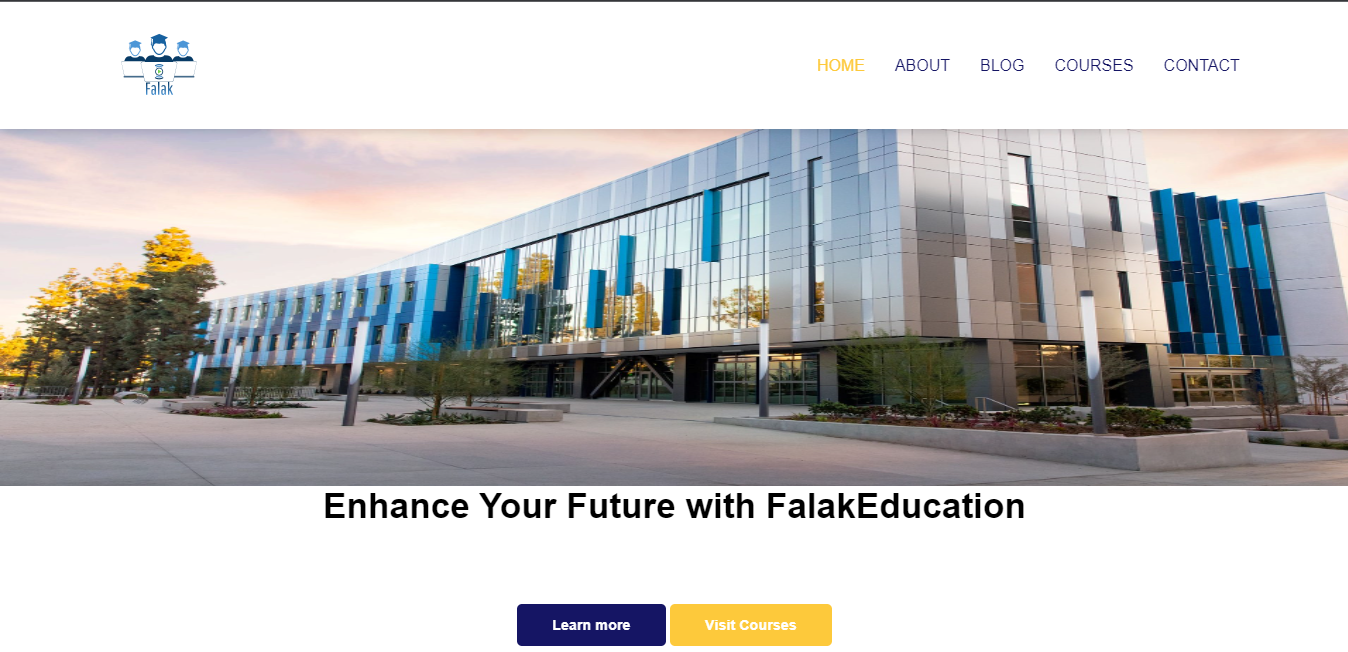 Falak
HOME ABOUT BLOG COURSES CONTACT
Enhance Your Future with FalakEducation
Learn more Visit Courses